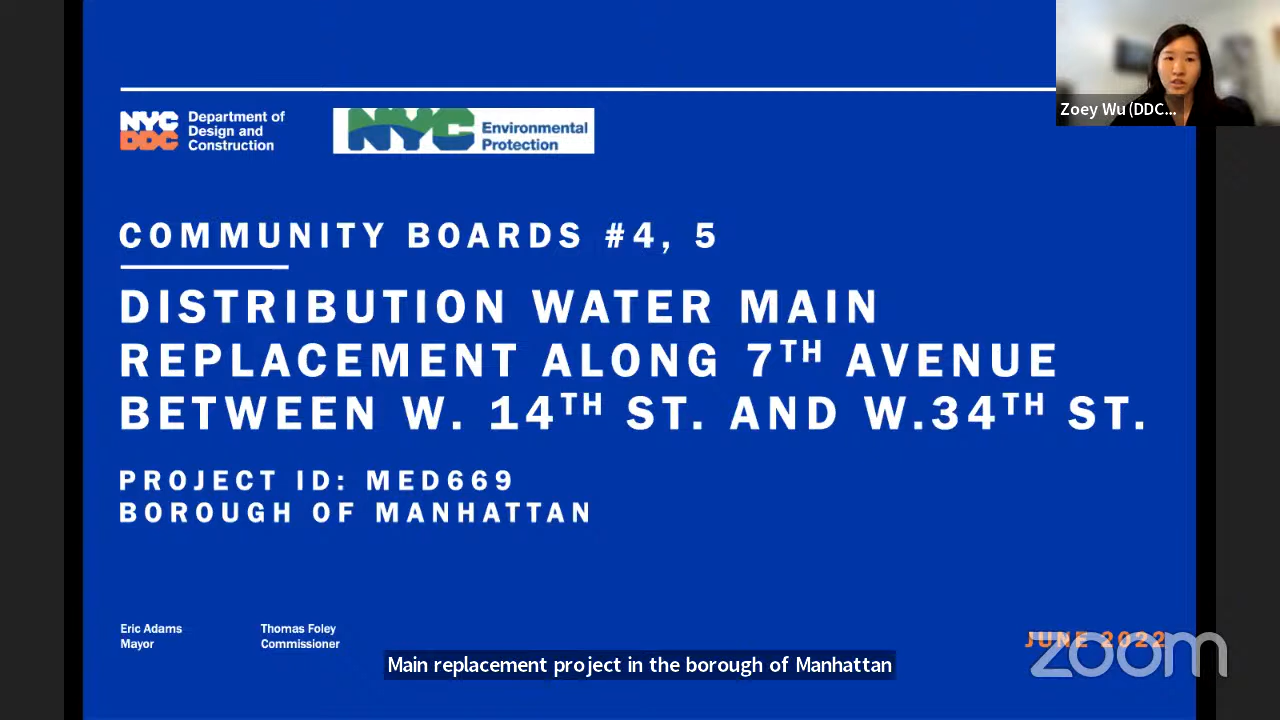 Zoey Wu (DDC...
NYC
DDC
Department of
Design and
Construction
NYC
Environmental
Protection
COMMUNITY BOARDS #4, 5
DISTRIBUTION WATER MAIN
REPLACEMENT ALONG 7TH AVENUE
BETWEEN W. 14TH ST. AND W.34TH ST.
PROJECT ID: MED669
BOROUGH OF MANHATTAN
Eric Adams
Mayor
Thomas Foley
Commissioner
JUNE 2022
zoom
Main replacement project in the borough of Manhattan